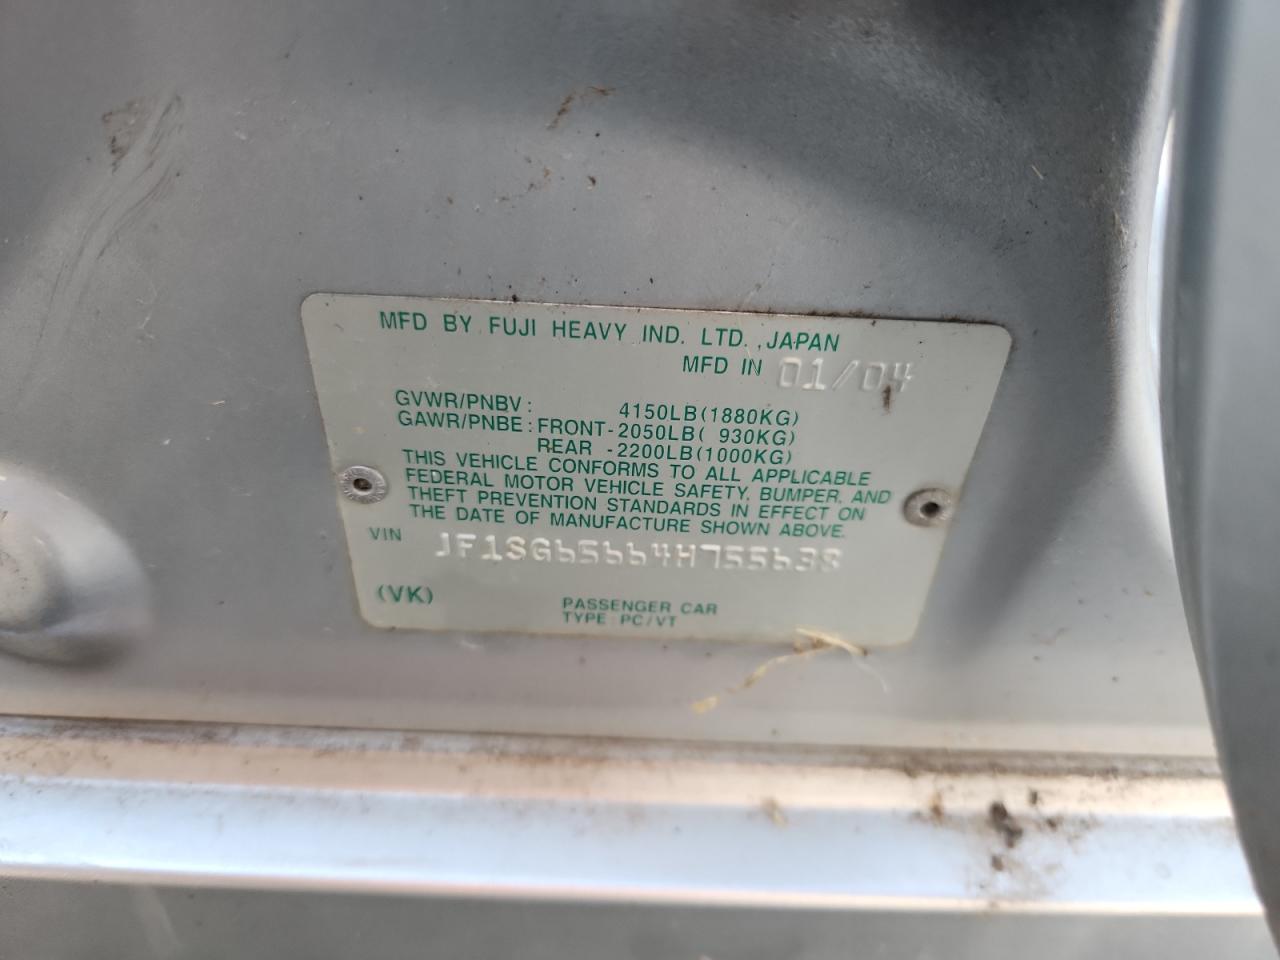 MFD BY FUJI HEAVY IND. LTD., JAPAN
MFD IN 01/04
GVWR/PNBV: 4150LB(1880KG)
GAWR/PNBE: FRONT-2050LB( 930KG)
REAR -2200LB(1000KG)
THIS VEHICLE CONFORMS TO ALL APPLICABLE
FEDERAL MOTOR VEHICLE SAFETY, BUMPER, AND
THEFT PREVENTION STANDARDS IN EFFECT ON
THE DATE OF MANUFACTURE SHOWN ABOVE.
VIN JF1SG65664H755638
(VK) PASSENGER CAR
TYPE: PC/VT